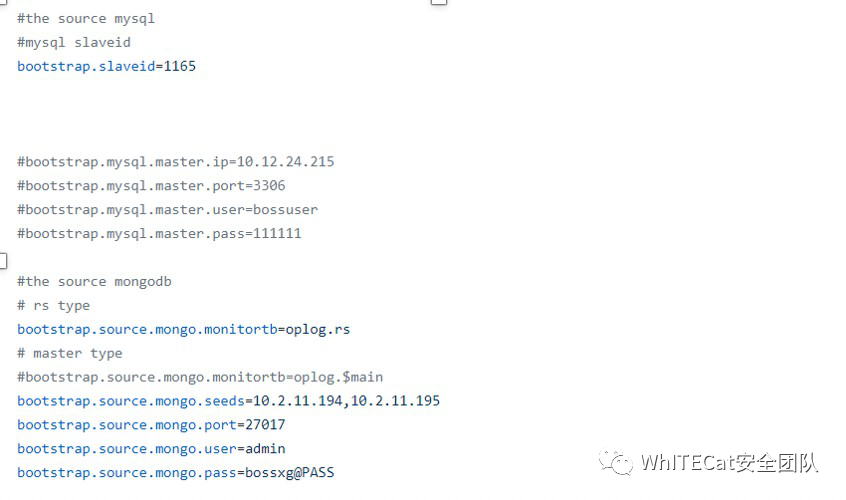 #the source mysql
#mysql slaveid
bootstrap.slaveid=1165
#bootstrap.mysql.master.ip=10.12.24.215
#bootstrap.mysql.master.port=3306
#bootstrap.mysql.master.user=bossuser
#bootstrap.mysql.master.pass=111111
#the source mongodb
# rs type
bootstrap.source.mongo.monitortb=oplog.rs
# master type
#bootstrap.source.mongo.monitortb=oplog.$main
bootstrap.source.mongo.seeds=10.2.11.194,10.2.11.195
bootstrap.source.mongo.port=27017
bootstrap.source.mongo.user=admin
bootstrap.source.mongo.pass=bossxg@PASS
WhITECat安全团队